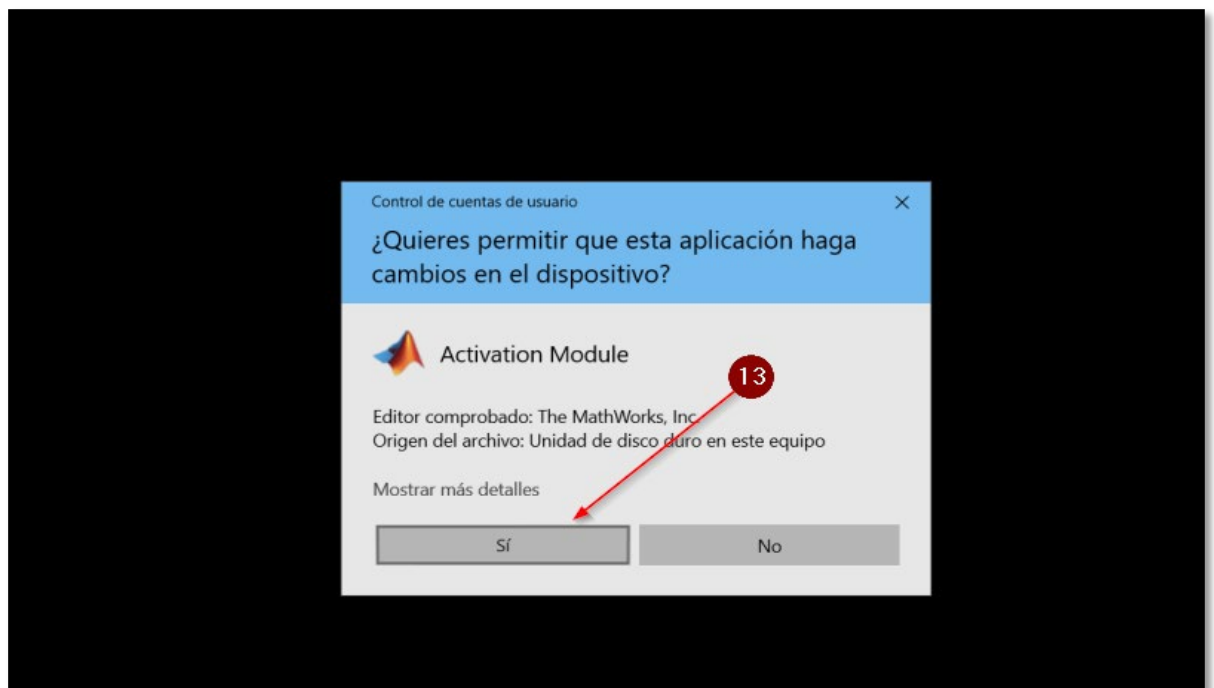 Control de cuentas de usuario
¿Quieres permitir que esta aplicación haga
cambios en el dispositivo?
Activation Module
13
Editor comprobado: The MathWorks, Inc.
Origen del archivo: Unidad de disco duro en este equipo
Mostrar más detalles
Sí
No